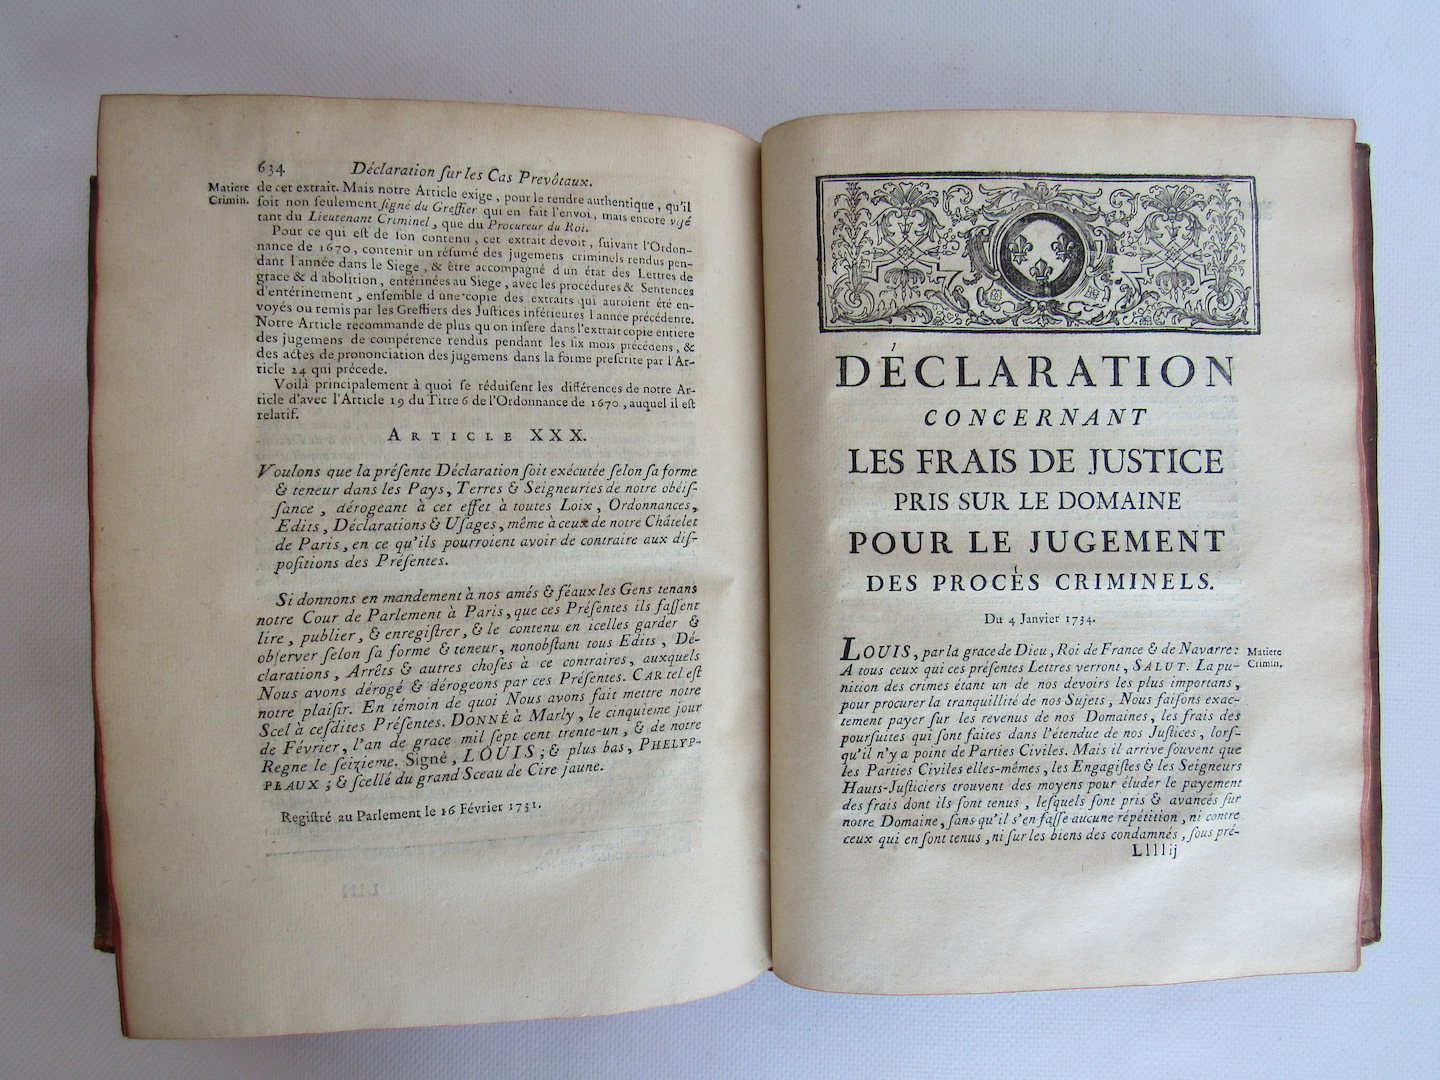 634 Déclaration ſur les Cas Prevôtaux.
Matiere
Crimin.
de cet extrait. Mais notre Article exige, pour le rendre authentique, qu'il
ſoit non ſeulement ſigné du Greffier qui en fait l'envoi, mais encore viſé
tant du Lieutenant Criminel, que du Procureur du Roi.
Pour ce qui eſt de ſon contenu, cet extrait devoit, ſuivant l'Ordon-
nance de 1670, contenir un réſumé des jugemens criminels rendus pen-
dant l'année dans le Siege, & être accompagné d'un état des Lettres de
grace & d'abolition, entérinées au Siege, avec les procédures & Sentences
d'entérinement, enſemble d'une copie des extraits qui auroient été en-
voyés ou remis par les Greffiers des Juſtices inférieures l'année précédente.
Notre Article recommande de plus qu'on inſere dans l'extrait copie entiere
des jugemens de compétence rendus pendant les ſix mois précédens, &
des actes de prononciation des jugemens dans la forme preſcrite par l'Ar-
ticle 24 qui précede.
Voilà principalement à quoi ſe réduiſent les différences de notre Ar-
ticle d'avec l'Article 19 du Titre 6 de l'Ordonnance de 1670, auquel il eſt
relatif.
ARTICLE XXX.
Voulons que la préſente Déclaration ſoit exécutée ſelon ſa forme
& teneur dans les Pays, Terres & Seigneuries de notre obéiſ-
ſance, dérogeant à cet effet à toutes Loix, Ordonnances,
Edits, Déclarations & Uſages, même à ceux de notre Châtelet
de Paris, en ce qu'ils pourroient avoir de contraire aux diſ-
poſitions des Préſentes.
Si donnons en mandement à nos amés & féaux les Gens tenans
notre Cour de Parlement à Paris, que ces Préſentes ils faſſent
lire, publier, & enregiſtrer, & le contenu en icelles garder &
obſerver ſelon ſa forme & teneur, nonobſtant tous Edits, Dé-
clarations, Arrêts & autres choſes à ce contraires, auxquels
Nous avons dérogé & dérogeons par ces Préſentes. CAR tel eſt
notre plaiſir. En témoin de quoi Nous avons fait mettre notre
Scel à ceſdites Préſentes. DONNÉ à Marly, le cinquieme jour
de Février, l'an de grace mil ſept cent trente-un, & de notre
Regne le ſeizieme. Signé, LOUIS; & plus bas, PHELYP-
PEAUX; & ſcellé du grand Sceau de Cire jaune.
Regiſtré au Parlement le 16 Février 1731.
DÉCLARATION
CONCERNANT
LES FRAIS DE JUSTICE
PRIS SUR LE DOMAINE
POUR LE JUGEMENT
DES PROCÈS CRIMINELS.
Du 4 Janvier 1734.
Matiere
Crimin.
LOUIS, par la grace de Dieu, Roi de France & de Navarre:
A tous ceux qui ces préſentes Lettres verront, SALUT. La pu-
nition des crimes étant un de nos devoirs les plus importans,
pour procurer la tranquillité de nos Sujets, Nous faiſons exac-
tement payer ſur les revenus de nos Domaines, les frais des
pourſuites qui ſont faites dans l'étendue de nos Juſtices, lorſ-
qu'il n'y a point de Parties Civiles. Mais il arrive ſouvent que
les Parties Civiles elles-mêmes, les Engagiſtes & les Seigneurs
Hauts-Juſticiers trouvent des moyens pour éluder le payement
des frais dont ils ſont tenus, leſquels ſont pris & avancés ſur
notre Domaine, ſans qu'il s'en faſſe aucune répétition, ni contre
ceux qui en ſont tenus, ni ſur les biens des condamnés, ſous pré-
Lllliij